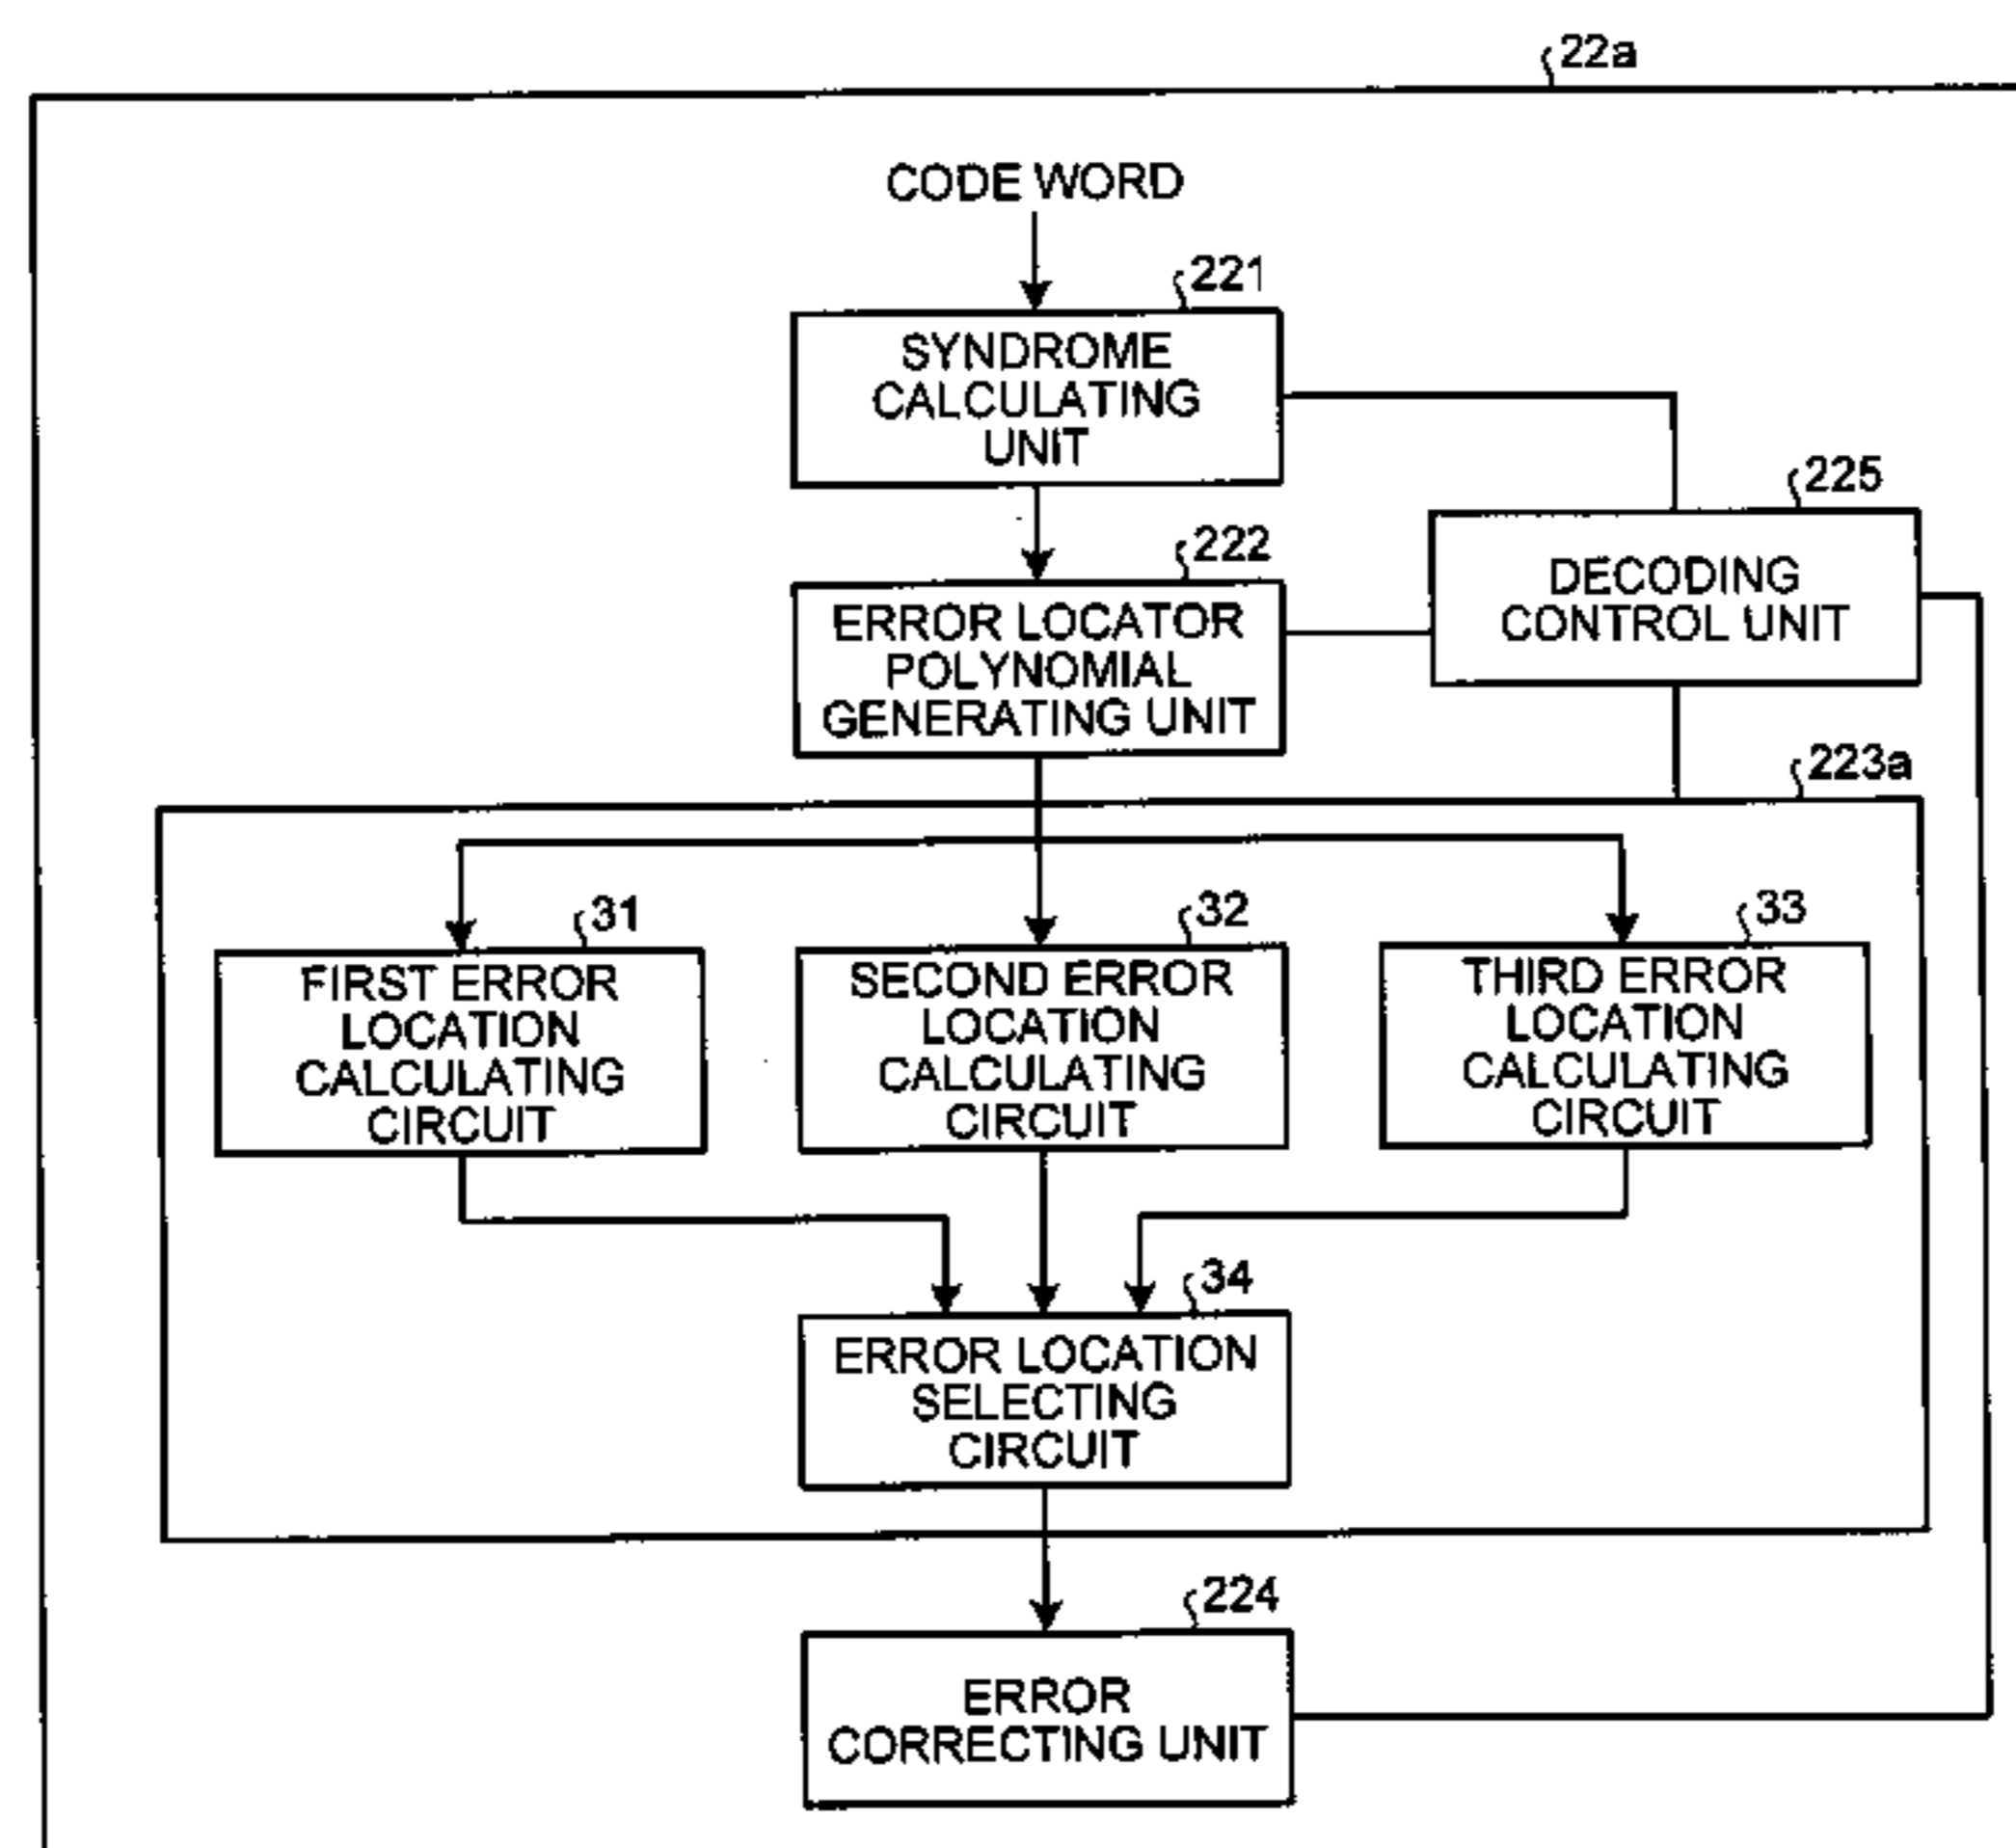 22a
CODE WORD
221
SYNDROME
CALCULATING
UNIT
225
DECODING
CONTROL UNIT
222
ERROR LOCATOR
POLYNOMIAL
GENERATING UNIT
223a
31
FIRST ERROR
LOCATION
CALCULATING
CIRCUIT
32
SECOND ERROR
LOCATION
CALCULATING
CIRCUIT
33
THIRD ERROR
LOCATION
CALCULATING
CIRCUIT
34
ERROR LOCATION
SELECTING
CIRCUIT
224
ERROR
CORRECTING UNIT